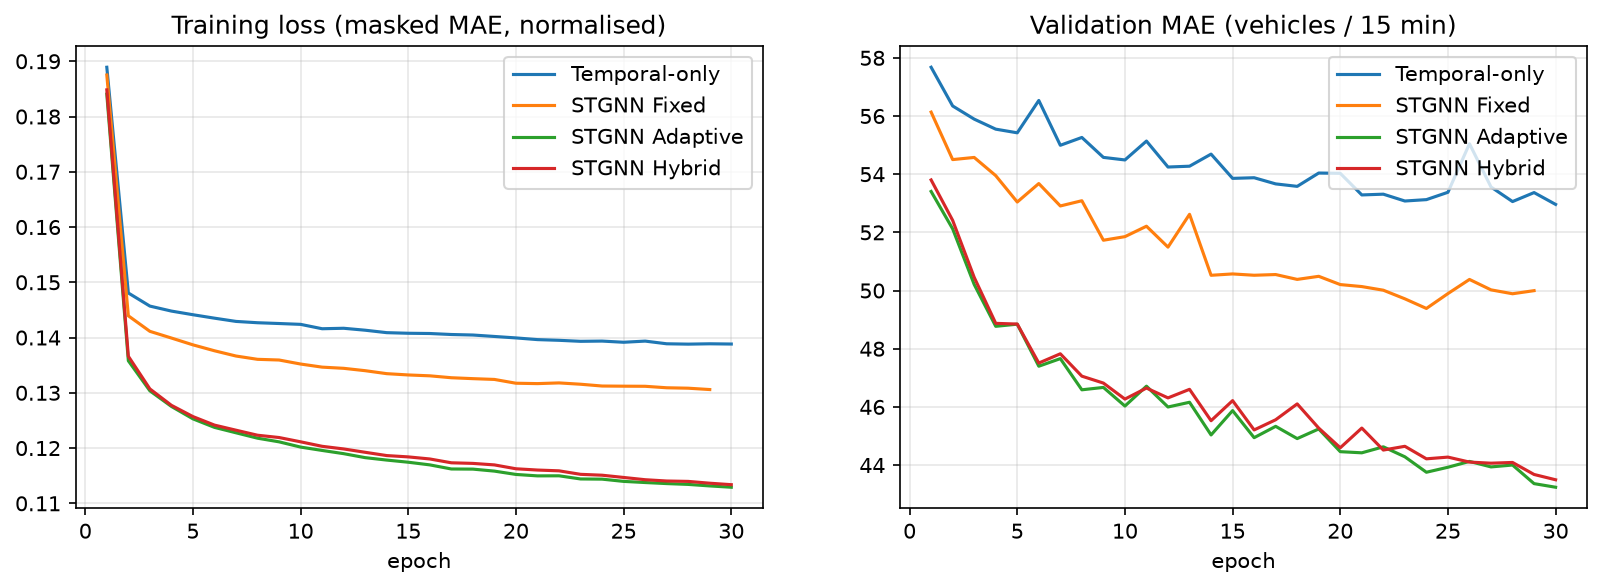 Training loss (masked MAE, normalised)
0.19
0.18
0.17
0.16
0.15
0.14
0.13
0.12
0.11
Temporal-only
STGNN Fixed
STGNN Adaptive
STGNN Hybrid
0 5 10 15 20 25 30
epoch
Validation MAE (vehicles / 15 min)
58
56
54
52
50
48
46
44
Temporal-only
STGNN Fixed
STGNN Adaptive
STGNN Hybrid
0 5 10 15 20 25 30
epoch